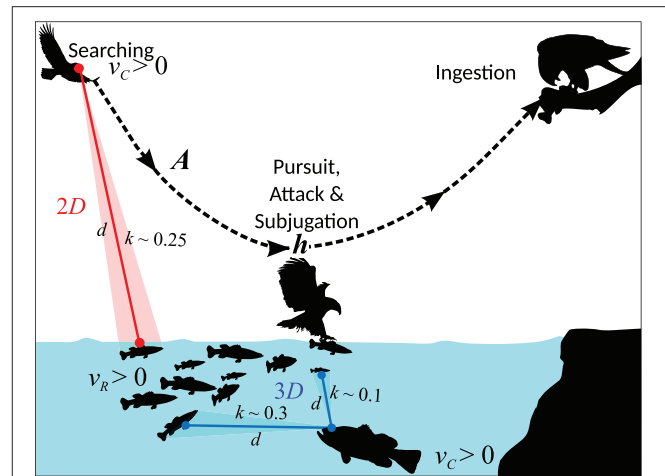 Searching
v_C > 0
Ingestion
A
Pursuit,
Attack &
Subjugation
h
2D
d
k ~ 0.25
v_R > 0
3D
k ~ 0.1
d
k ~ 0.3
d
v_C > 0